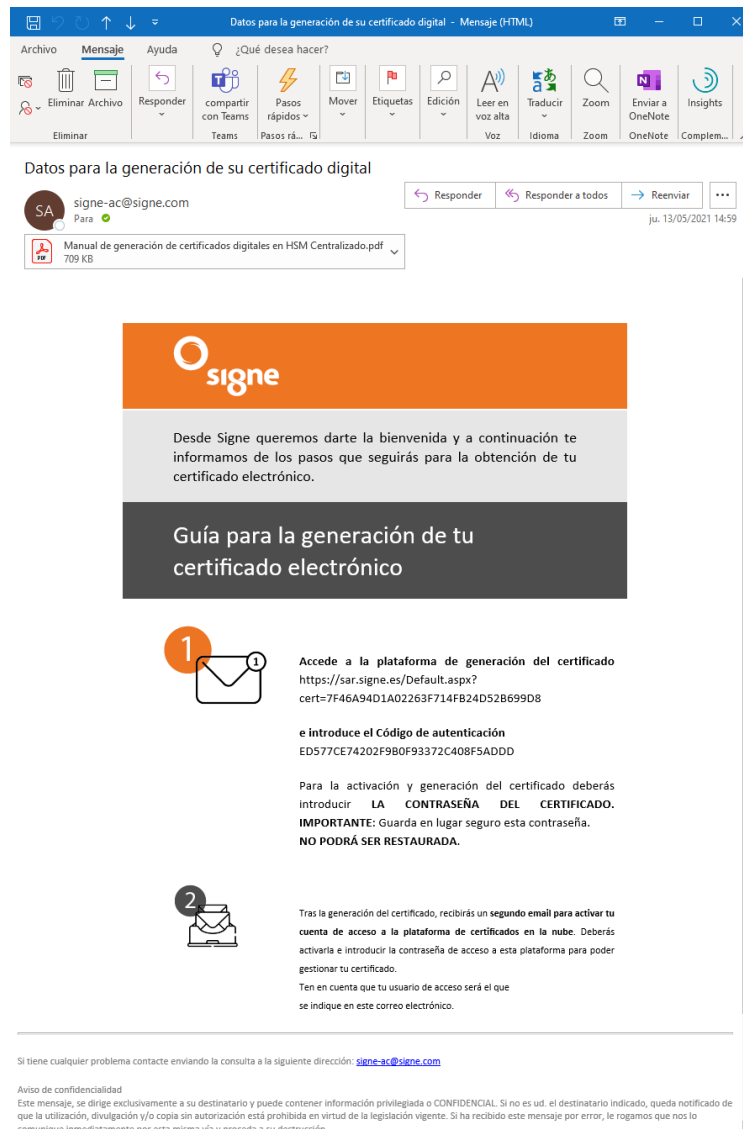 Datos para la generación de su certificado digital - Mensaje (HTML)
Archivo Mensaje Ayuda ¿Qué desea hacer?
Eliminar Archivo Responder compartir con Teams Pasos rápidos Mover Etiquetas Edición Leer en voz alta Traducir Zoom Enviar a OneNote Insights
Eliminar Teams Pasos rá... Voz Idioma Zoom OneNote Complem...
Datos para la generación de su certificado digital
SA
signe-ac@signe.com
Para
Responder Responder a todos Reenviar
ju. 13/05/2021 14:59
PDF
Manual de generación de certificados digitales en HSM Centralizado.pdf
709 KB
signe
Desde Signe queremos darte la bienvenida y a continuación te
informamos de los pasos que seguirás para la obtención de tu
certificado electrónico.
Guía para la generación de tu
certificado electrónico
1
1
Accede a la plataforma de generación del certificado
https://sar.signe.es/Default.aspx?
cert=7F46A94D1A02263F714FB24D52B699D8
e introduce el Código de autenticación
ED577CE74202F9B0F93372C408F5ADDD
Para la activación y generación del certificado deberás
introducir LA CONTRASEÑA DEL CERTIFICADO.
IMPORTANTE: Guarda en lugar seguro esta contraseña.
NO PODRÁ SER RESTAURADA.
2
Tras la generación del certificado, recibirás un segundo email para activar tu
cuenta de acceso a la plataforma de certificados en la nube. Deberás
activarla e introducir la contraseña de acceso a esta plataforma para poder
gestionar tu certificado.
Ten en cuenta que tu usuario de acceso será el que
se indique en este correo electrónico.
Si tiene cualquier problema contacte enviando la consulta a la siguiente dirección: signe-ac@signe.com
Aviso de confidencialidad
Este mensaje, se dirige exclusivamente a su destinatario y puede contener información privilegiada o CONFIDENCIAL. Si no es ud. el destinatario indicado, queda notificado de
que la utilización, divulgación y/o copia sin autorización está prohibida en virtud de la legislación vigente. Si ha recibido este mensaje por error, le rogamos que nos lo
comunique inmediatamente por esta misma vía y proceda a su destrucción.